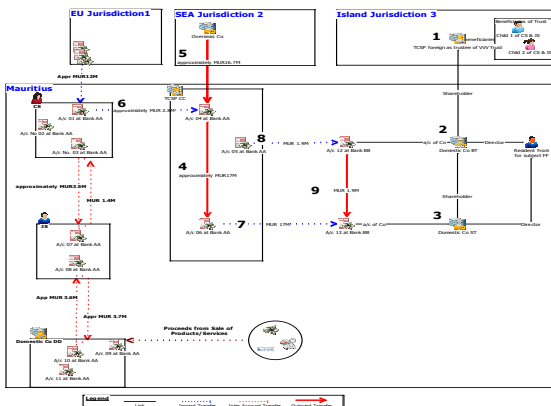 EU Jurisdiction1
SEA Jurisdiction 2
Island Jurisdiction 3
Overseas Co
1
beneficiaries
TCSP foreign as trustee of VVV Trust
Beneficiaries of Trust
Child 1 of CS & JS
Child 2 of CS & JS
5
approximately MUR16.7M
Appr MUR12M
Mauritius
CS
TCSP CC
Shareholder
6
approximately MUR 2.8M
A/c 01 at Bank AA
A/c 04 at Bank AA
A/c No 02 at Bank AA
A/c No. 03 at Bank AA
8
A/c 05 at Bank AA
MUR 1.9M
A/c 12 at Bank BB
a/c of Co
2
Domestic Co BT
Director
Resident front
for subject PF
4
approximately MUR17M
approximately MUR3.5M
MUR 1.4M
9
MUR 1.9M
Shareholder
JS
A/c 07 at Bank AA
A/c 08 at Bank AA
7
A/c 06 at Bank AA
MUR 17M
a/c of Co
A/c 13 at Bank BB
3
Domestic Co ST
Director
App MUR 3.6M
Appr MUR 3.7M
Domestic Co DD
Proceeds from Sale of
Products/Services
A/c 09 at Bank AA
A/c 10 at Bank AA
A/c 11 at Bank AA
Legend